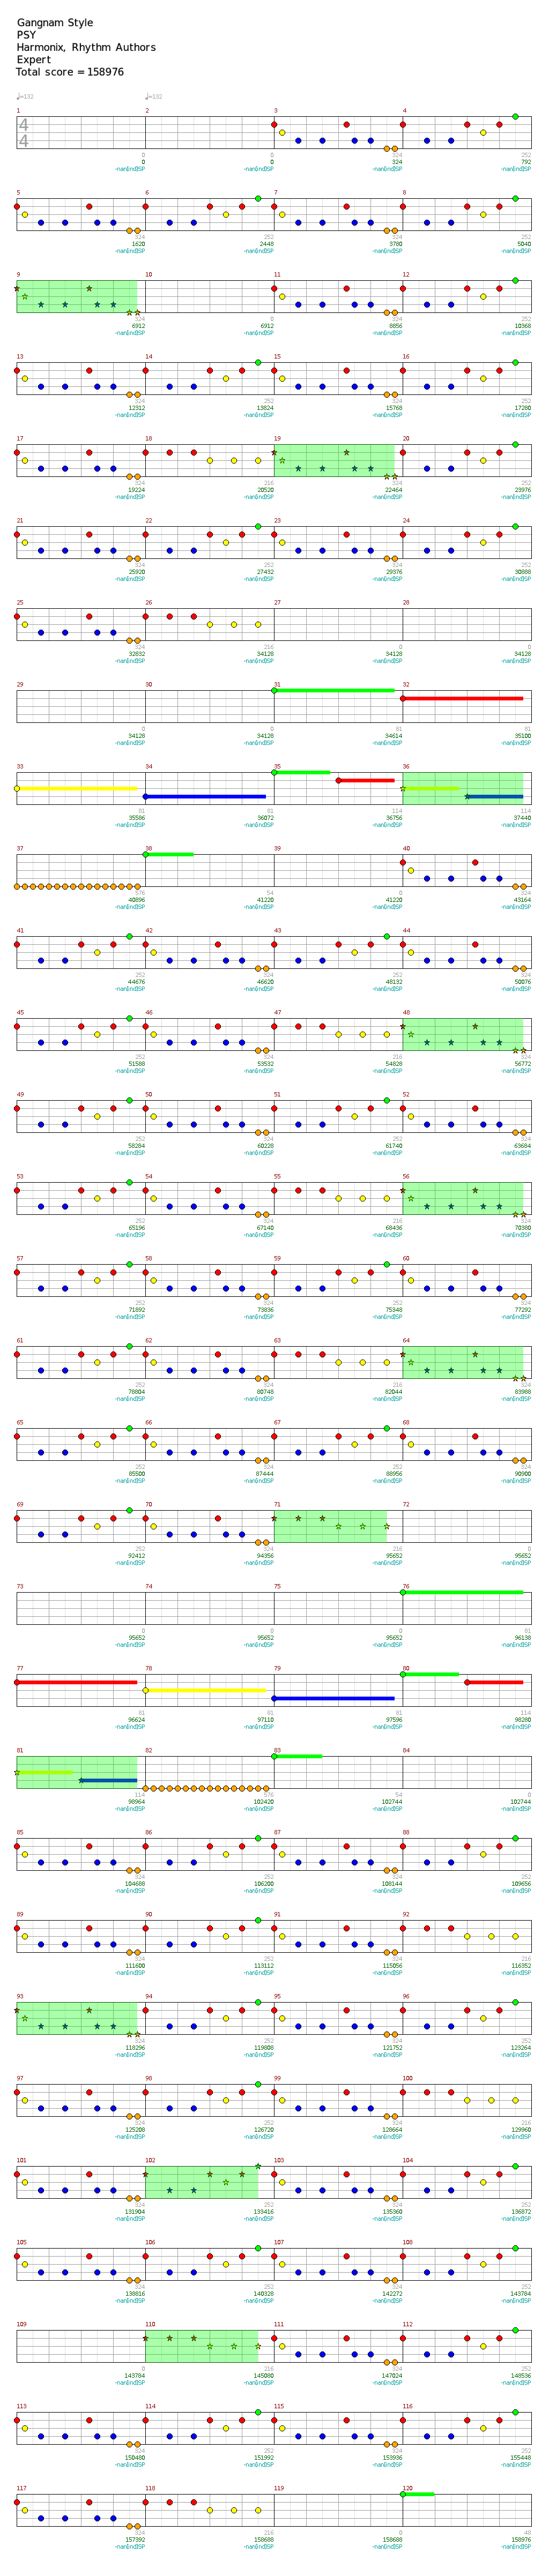 Gangnam Style
PSY
Harmonix, Rhythm Authors
Expert
Total score = 158976
♩=132 ♩=132
1 2 3 4
4
4
0 0 324 252
0 0 324 792
-nan(ind)SP -nan(ind)SP -nan(ind)SP -nan(ind)SP
5 6 7 8
324 252 324 252
1620 2448 3780 5040
-nan(ind)SP -nan(ind)SP -nan(ind)SP -nan(ind)SP
9 10 11 12
324 0 324 252
6912 6912 8856 10368
-nan(ind)SP -nan(ind)SP -nan(ind)SP -nan(ind)SP
13 14 15 16
324 252 324 252
12312 13824 15768 17280
-nan(ind)SP -nan(ind)SP -nan(ind)SP -nan(ind)SP
17 18 19 20
324 216 324 252
19224 20520 22464 23976
-nan(ind)SP -nan(ind)SP -nan(ind)SP -nan(ind)SP
21 22 23 24
324 252 324 252
25920 27432 29376 30888
-nan(ind)SP -nan(ind)SP -nan(ind)SP -nan(ind)SP
25 26 27 28
324 216 0 0
32832 34128 34128 34128
-nan(ind)SP -nan(ind)SP -nan(ind)SP -nan(ind)SP
29 30 31 32
0 0 81 81
34128 34128 34614 35100
-nan(ind)SP -nan(ind)SP -nan(ind)SP -nan(ind)SP
33 34 35 36
81 81 114 114
35586 36072 36756 37440
-nan(ind)SP -nan(ind)SP -nan(ind)SP -nan(ind)SP
37 38 39 40
576 54 0 324
40896 41220 41220 43164
-nan(ind)SP -nan(ind)SP -nan(ind)SP -nan(ind)SP
41 42 43 44
252 324 252 324
44676 46620 48132 50076
-nan(ind)SP -nan(ind)SP -nan(ind)SP -nan(ind)SP
45 46 47 48
252 324 216 324
51588 53532 54828 56772
-nan(ind)SP -nan(ind)SP -nan(ind)SP -nan(ind)SP
49 50 51 52
252 324 252 324
58284 60228 61740 63684
-nan(ind)SP -nan(ind)SP -nan(ind)SP -nan(ind)SP
53 54 55 56
252 324 216 324
65196 67140 68436 70380
-nan(ind)SP -nan(ind)SP -nan(ind)SP -nan(ind)SP
57 58 59 60
252 324 252 324
71892 73836 75348 77292
-nan(ind)SP -nan(ind)SP -nan(ind)SP -nan(ind)SP
61 62 63 64
252 324 216 324
78804 80748 82044 83988
-nan(ind)SP -nan(ind)SP -nan(ind)SP -nan(ind)SP
65 66 67 68
252 324 252 324
85500 87444 88956 90900
-nan(ind)SP -nan(ind)SP -nan(ind)SP -nan(ind)SP
69 70 71 72
252 324 216 0
92412 94356 95652 95652
-nan(ind)SP -nan(ind)SP -nan(ind)SP -nan(ind)SP
73 74 75 76
0 0 0 81
95652 95652 95652 96138
-nan(ind)SP -nan(ind)SP -nan(ind)SP -nan(ind)SP
77 78 79 80
81 81 81 114
96624 97110 97596 98280
-nan(ind)SP -nan(ind)SP -nan(ind)SP -nan(ind)SP
81 82 83 84
114 576 54 0
98964 102420 102744 102744
-nan(ind)SP -nan(ind)SP -nan(ind)SP -nan(ind)SP
85 86 87 88
324 252 324 252
104688 106200 108144 109656
-nan(ind)SP -nan(ind)SP -nan(ind)SP -nan(ind)SP
89 90 91 92
324 252 324 216
111600 113112 115056 116352
-nan(ind)SP -nan(ind)SP -nan(ind)SP -nan(ind)SP
93 94 95 96
324 252 324 252
118296 119808 121752 123264
-nan(ind)SP -nan(ind)SP -nan(ind)SP -nan(ind)SP
97 98 99 100
324 252 324 216
125208 126720 128664 129960
-nan(ind)SP -nan(ind)SP -nan(ind)SP -nan(ind)SP
101 102 103 104
324 252 324 252
131904 133416 135360 136872
-nan(ind)SP -nan(ind)SP -nan(ind)SP -nan(ind)SP
105 106 107 108
324 252 324 252
138816 140328 142272 143784
-nan(ind)SP -nan(ind)SP -nan(ind)SP -nan(ind)SP
109 110 111 112
0 216 324 252
143784 145080 147024 148536
-nan(ind)SP -nan(ind)SP -nan(ind)SP -nan(ind)SP
113 114 115 116
324 252 324 252
150480 151992 153936 155448
-nan(ind)SP -nan(ind)SP -nan(ind)SP -nan(ind)SP
117 118 119 120
324 216 0 48
157392 158688 158688 158976
-nan(ind)SP -nan(ind)SP -nan(ind)SP -nan(ind)SP